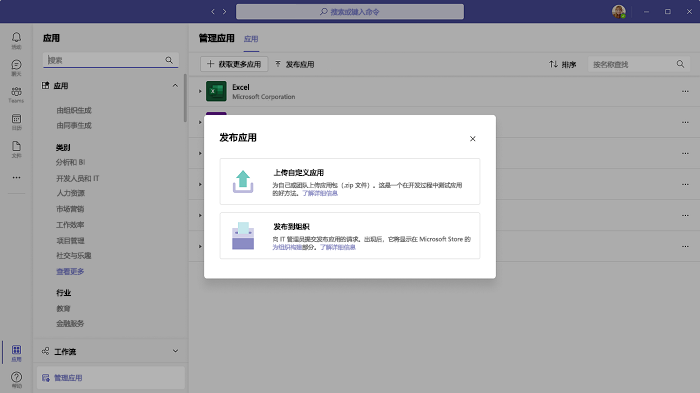 搜索或键入命令
应用
管理应用
应用
搜索
获取更多应用
发布应用
排序
按名称查找
应用
聊天
Teams
日历
文档
由组织生成
由同事生成
类别
分析和 BI
开发人员和 IT
人力资源
市场营销
工作效率
项目管理
社交与乐趣
查看更多
行业
教育
金融服务
工作流
管理应用
应用
帮助
Excel
Microsoft Corporation
发布应用
上传自定义应用
为自己或团队上传应用包（.zip 文件）。这是一个在开发过程中测试应用
的好方法。了解详细信息
发布到组织
向 IT 管理员提交发布应用的请求。出现后，它将显示在 Microsoft Store 的
为组织构建部分。了解详细信息